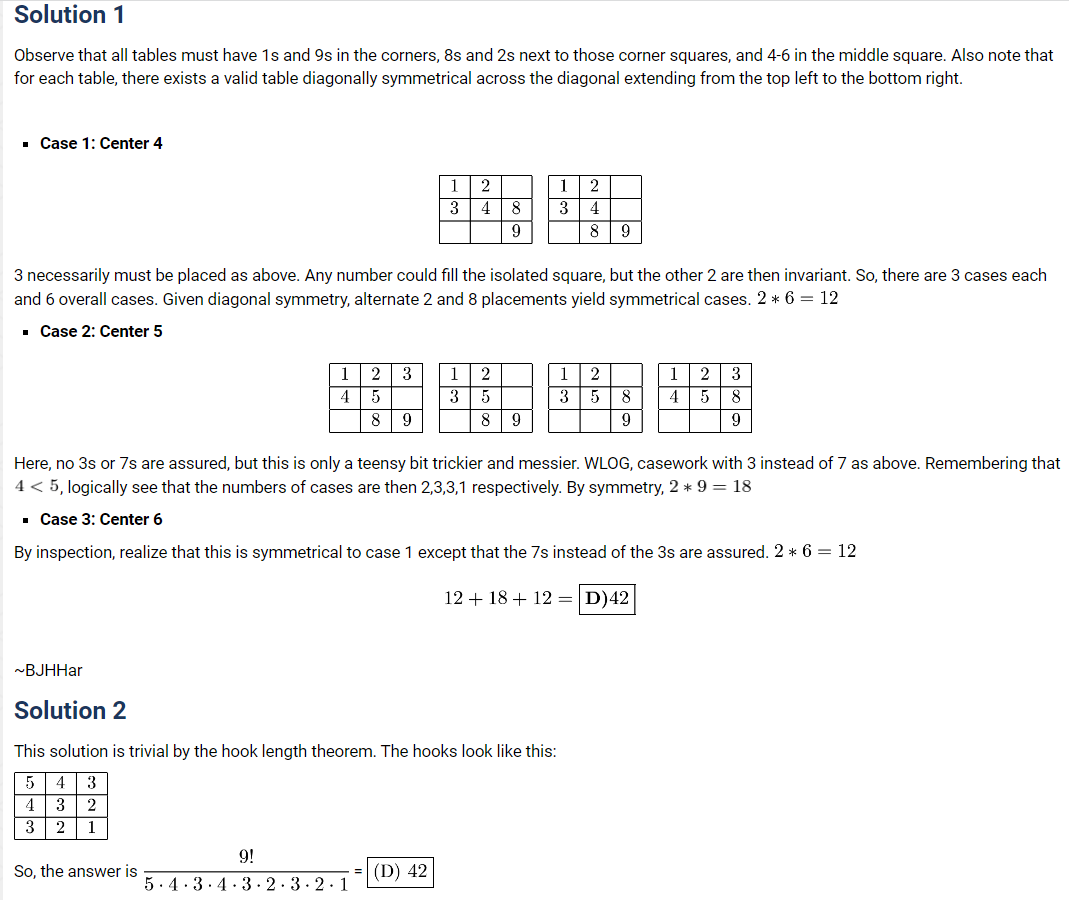 Solution 1
Observe that all tables must have 1s and 9s in the corners, 8s and 2s next to those corner squares, and 4-6 in the middle square. Also note that
for each table, there exists a valid table diagonally symmetrical across the diagonal extending from the top left to the bottom right.
▪ Case 1: Center 4
1 2 1 2
3 4 8 3 4
9 8 9
3 necessarily must be placed as above. Any number could fill the isolated square, but the other 2 are then invariant. So, there are 3 cases each
and 6 overall cases. Given diagonal symmetry, alternate 2 and 8 placements yield symmetrical cases. 2 * 6 = 12
▪ Case 2: Center 5
1 2 3 1 2 1 2 1 2 3
4 5 3 5 3 5 8 4 5 8
8 9 8 9 9 9
Here, no 3s or 7s are assured, but this is only a teensy bit trickier and messier. WLOG, casework with 3 instead of 7 as above. Remembering that
4 < 5, logically see that the numbers of cases are then 2,3,3,1 respectively. By symmetry, 2 * 9 = 18
▪ Case 3: Center 6
By inspection, realize that this is symmetrical to case 1 except that the 7s instead of the 3s are assured. 2 * 6 = 12
12 + 18 + 12 = D)42
~BJHHar
Solution 2
This solution is trivial by the hook length theorem. The hooks look like this:
5 4 3
4 3 2
3 2 1
9!
So, the answer is = (D) 42
5 · 4 · 3 · 4 · 3 · 2 · 3 · 2 · 1